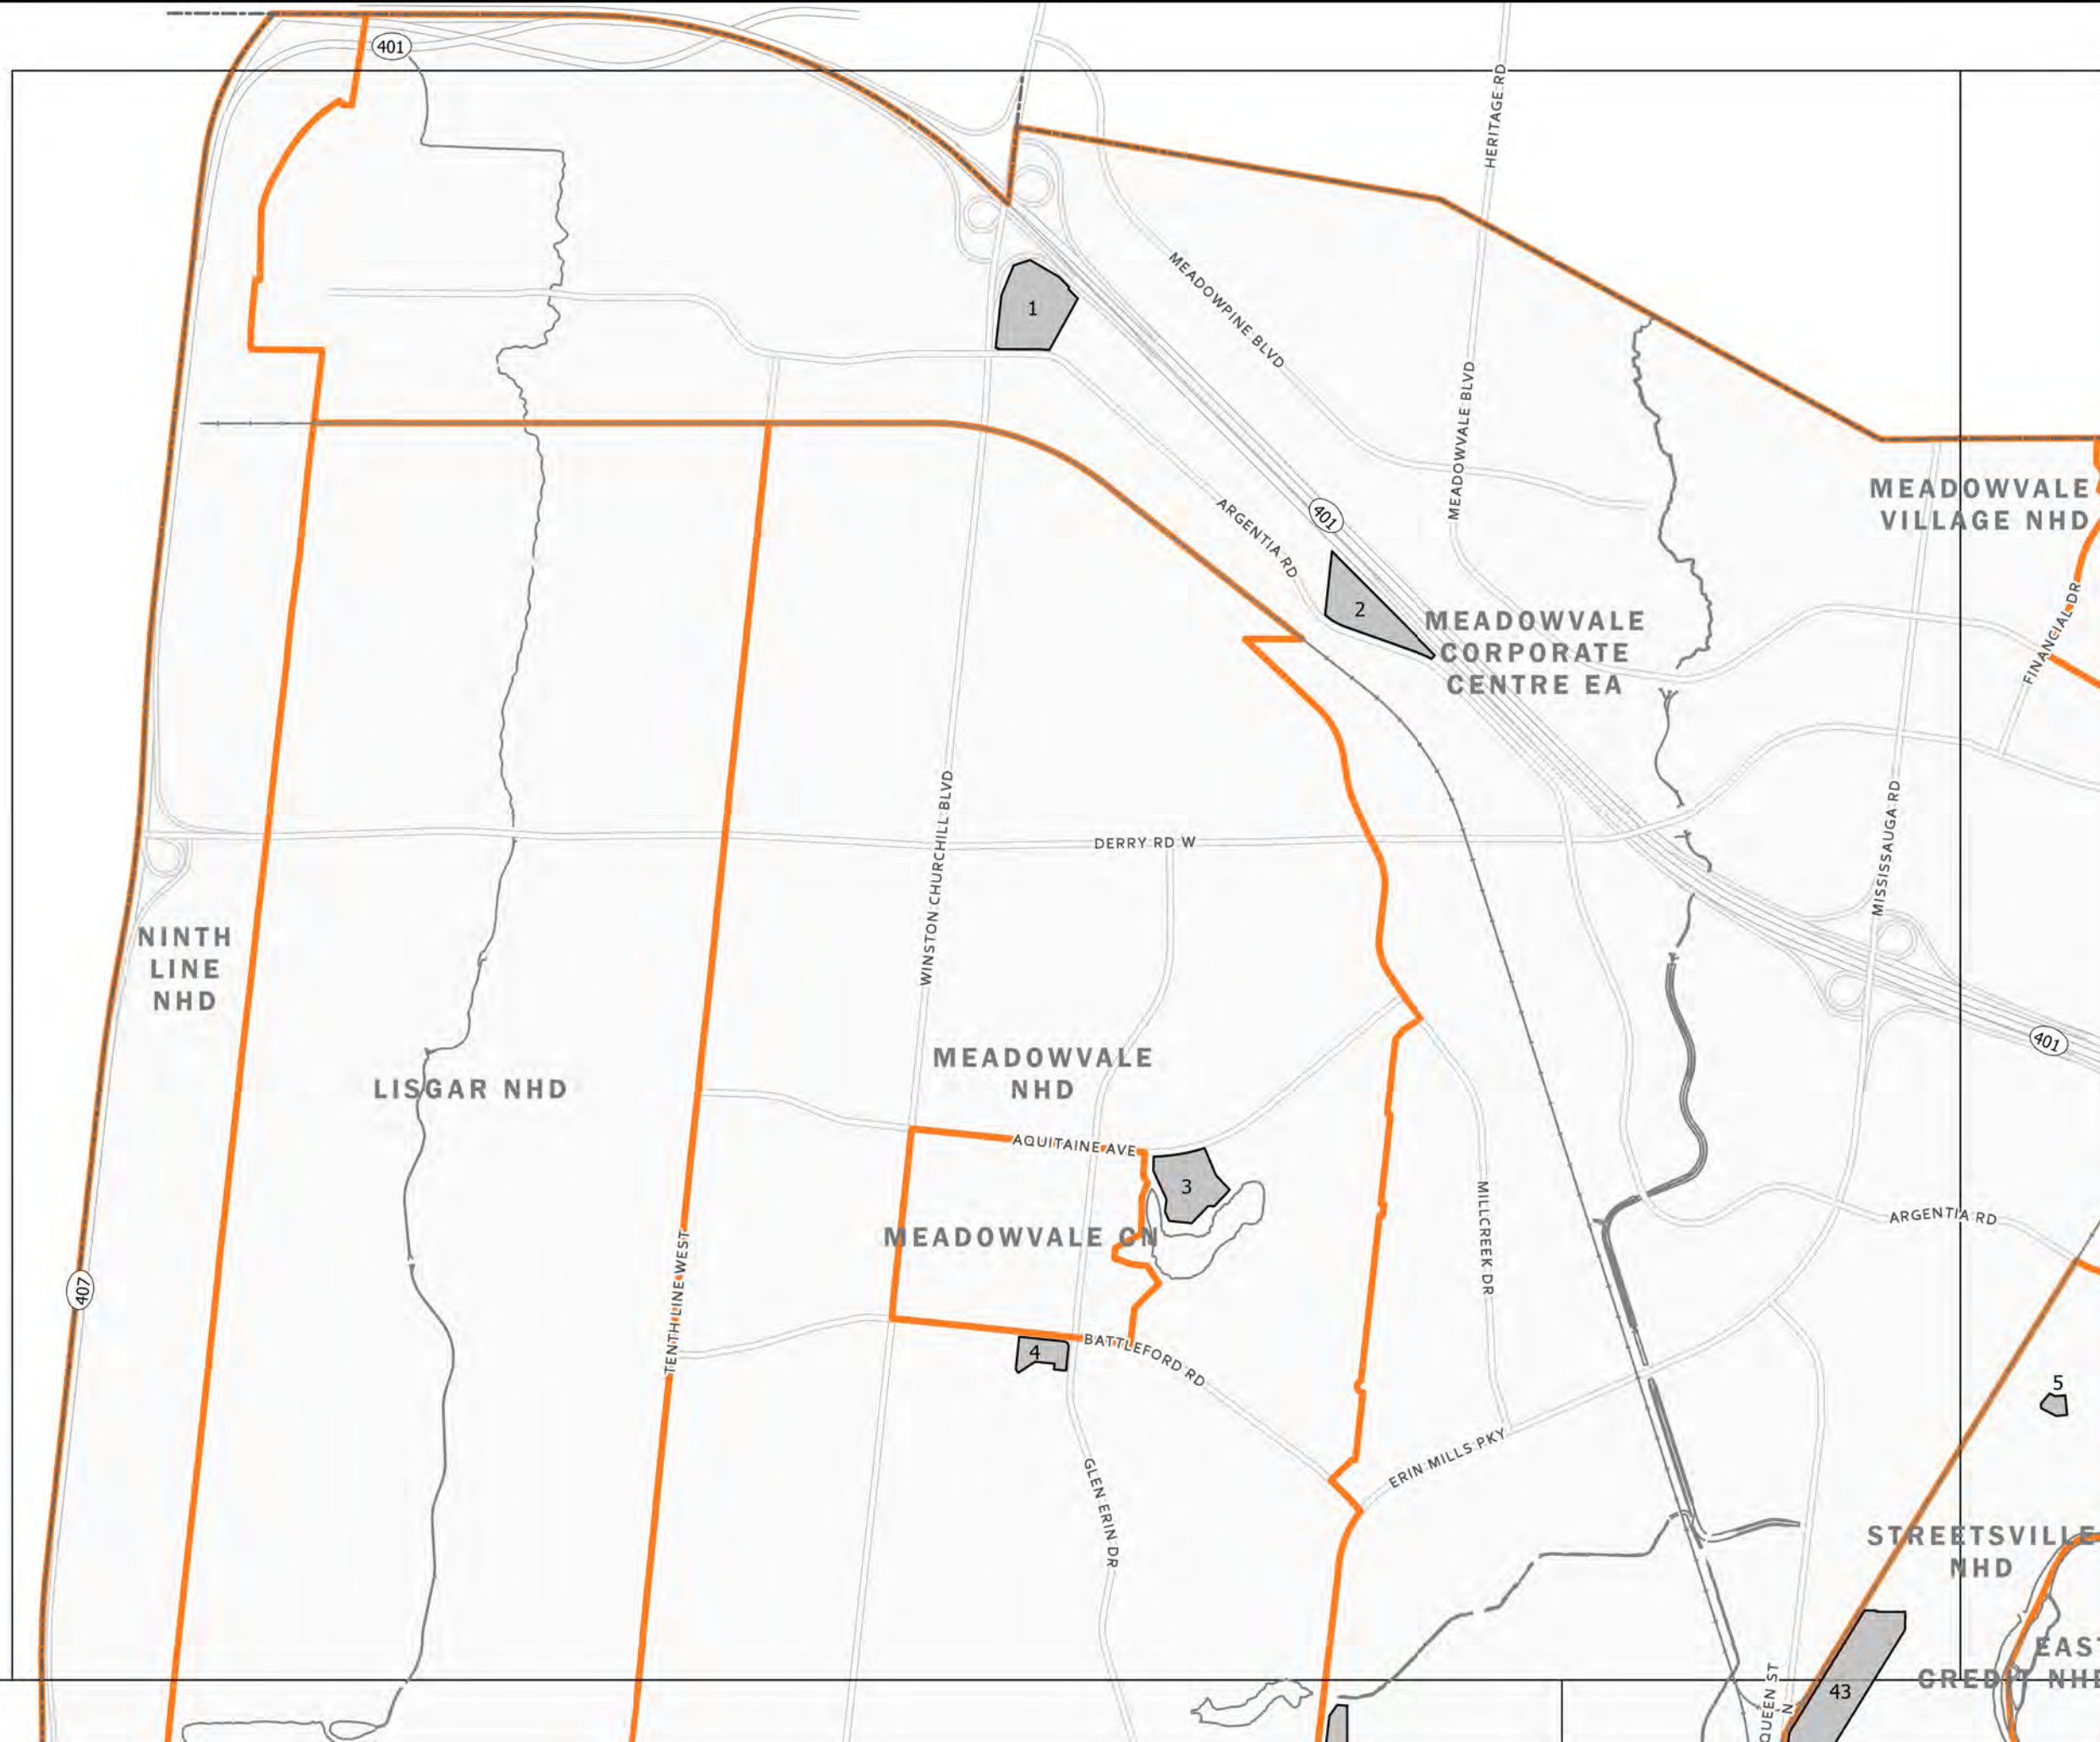 401
HERITAGE RD
1
MEADOWPINE BLVD
MEADOWVALE BLVD
MEADOWVALE
VILLAGE NHD
ARGENTIA RD
401
FINANCIAL DR
2
MEADOWVALE
CORPORATE
CENTRE EA
WINSTON CHURCHILL BLVD
DERRY RD W
MISSISSAUGA RD
NINTH
LINE
NHD
401
MEADOWVALE
NHD
LISGAR NHD
AQUITAINE AVE
3
MILLCREEK DR
ARGENTIA RD
MEADOWVALE CN
TENTH LINE WEST
407
BATTLEFORD RD
4
5
ERIN MILLS PKY
GLEN ERIN DR
STREETSVILLE
NHD
EAST
CREDIT NHD
43
QUEEN ST
N